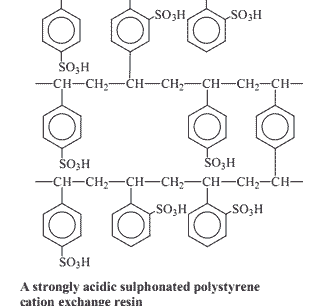 SO3H SO3H
SO3H SO3H
—CH—CH2—CH—CH2—CH—CH2—CH—
SO3H SO3H
—CH—CH2—CH—CH2—CH—CH2—CH—
SO3H SO3H
SO3H
A strongly acidic sulphonated polystyrene
cation exchange resin